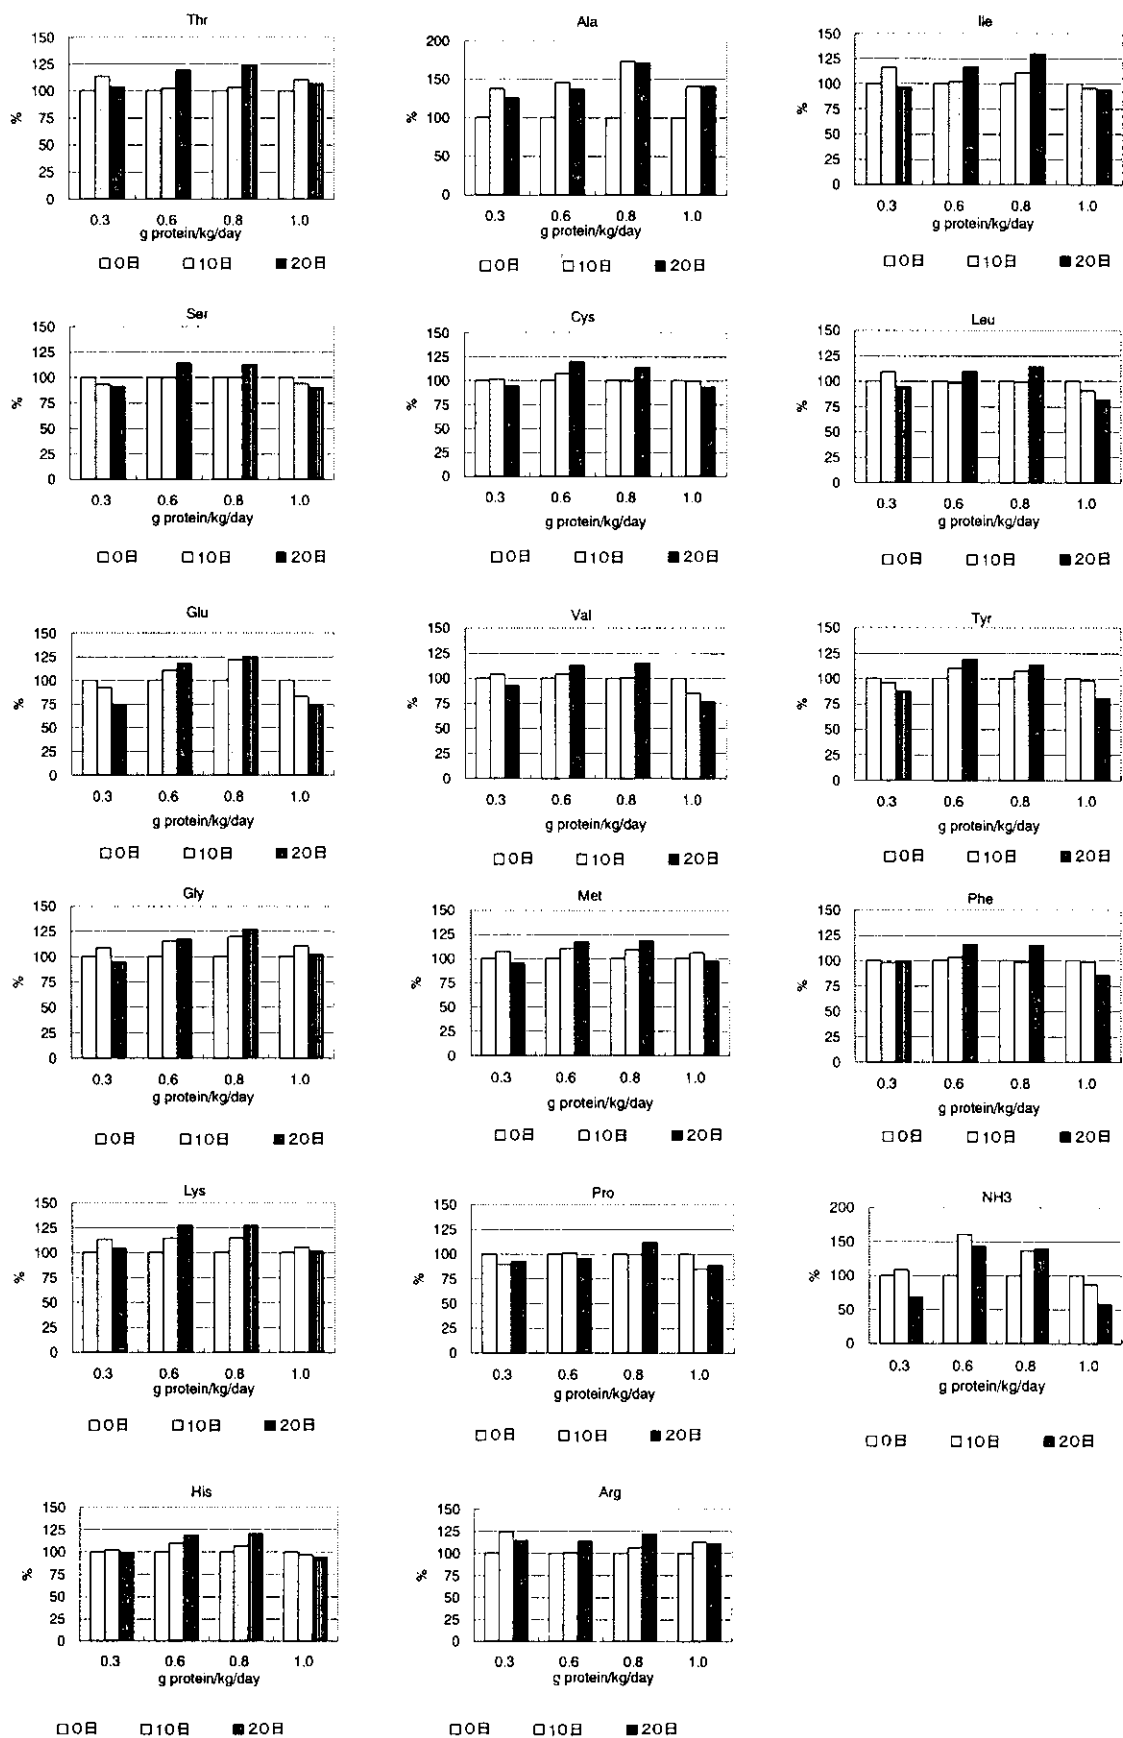 Thr
150
125
100
75
50
25
0
%
0.3 0.6 0.8 1.0
g protein/kg/day
□0日 □10日 ■20日
Ala
200
150
100
50
0
%
0.3 0.6 0.8 1.0
g protein/kg/day
□0日 □10日 ■20日
Ile
150
125
100
75
50
25
0
%
0.3 0.6 0.8 1.0
g protein/kg/day
□0日 □10日 ■20日
Ser
150
125
100
75
50
25
0
%
0.3 0.6 0.8 1.0
g protein/kg/day
□0日 □10日 ■20日
Cys
150
125
100
75
50
25
0
%
0.3 0.6 0.8 1.0
g protein/kg/day
□0日 □10日 ■20日
Leu
150
125
100
75
50
25
0
%
0.3 0.6 0.8 1.0
g protein/kg/day
□0日 □10日 ■20日
Glu
150
125
100
75
50
25
0
%
0.3 0.6 0.8 1.0
g protein/kg/day
□0日 □10日 ■20日
Val
150
125
100
75
50
25
0
%
0.3 0.6 0.8 1.0
g protein/kg/day
□0日 □10日 ■20日
Tyr
150
125
100
75
50
25
0
%
0.3 0.6 0.8 1.0
g protein/kg/day
□0日 □10日 ■20日
Gly
150
125
100
75
50
25
0
%
0.3 0.6 0.8 1.0
g protein/kg/day
□0日 □10日 ■20日
Met
150
125
100
75
50
25
0
%
0.3 0.6 0.8 1.0
g protein/kg/day
□0日 □10日 ■20日
Phe
150
125
100
75
50
25
0
%
0.3 0.6 0.8 1.0
g protein/kg/day
□0日 □10日 ■20日
Lys
150
125
100
75
50
25
0
%
0.3 0.6 0.8 1.0
g protein/kg/day
□0日 □10日 ■20日
Pro
150
125
100
75
50
25
0
%
0.3 0.6 0.8 1.0
g protein/kg/day
□0日 □10日 ■20日
NH3
200
150
100
50
0
%
0.3 0.6 0.8 1.0
g protein/kg/day
□0日 □10日 ■20日
His
150
125
100
75
50
25
0
%
0.3 0.6 0.8 1.0
g protein/kg/day
□0日 □10日 ■20日
Arg
150
125
100
75
50
25
0
%
0.3 0.6 0.8 1.0
g protein/kg/day
□0日 □10日 ■20日